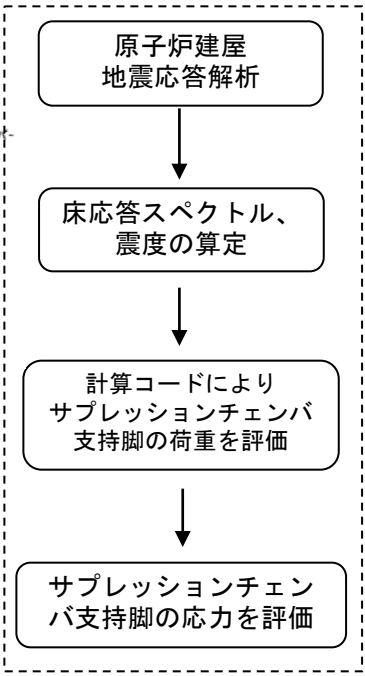 原子炉建屋
地震応答解析
床応答スペクトル、
震度の算定
計算コードにより
サプレッションチェンバ
支持脚の荷重を評価
サプレッションチェン
バ支持脚の応力を評価